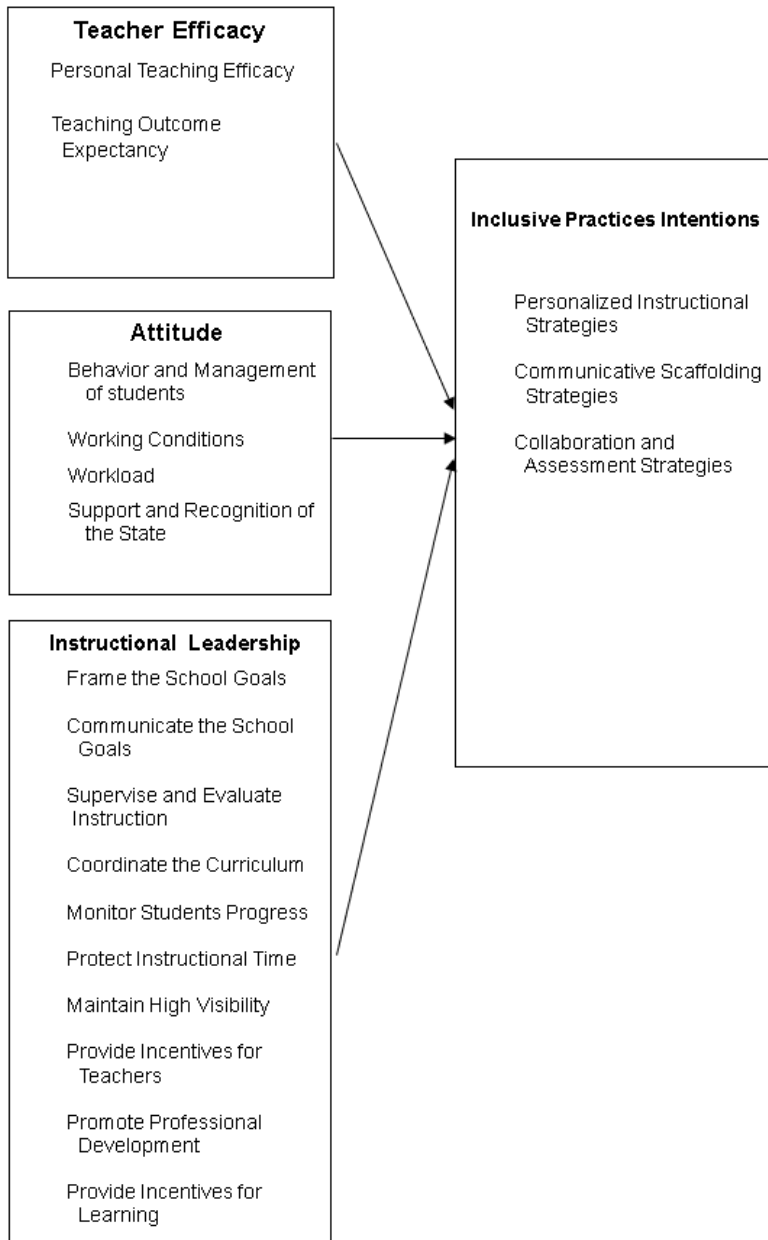 Teacher Efficacy
Personal Teaching Efficacy
Teaching Outcome
Expectancy
Attitude
Behavior and Management
of students
Working Conditions
Workload
Support and Recognition of
the State
Instructional Leadership
Frame the School Goals
Communicate the School
Goals
Supervise and Evaluate
Instruction
Coordinate the Curriculum
Monitor Students Progress
Protect Instructional Time
Maintain High Visibility
Provide Incentives for
Teachers
Promote Professional
Development
Provide Incentives for
Learning
Inclusive Practices Intentions
Personalized Instructional
Strategies
Communicative Scaffolding
Strategies
Collaboration and
Assessment Strategies